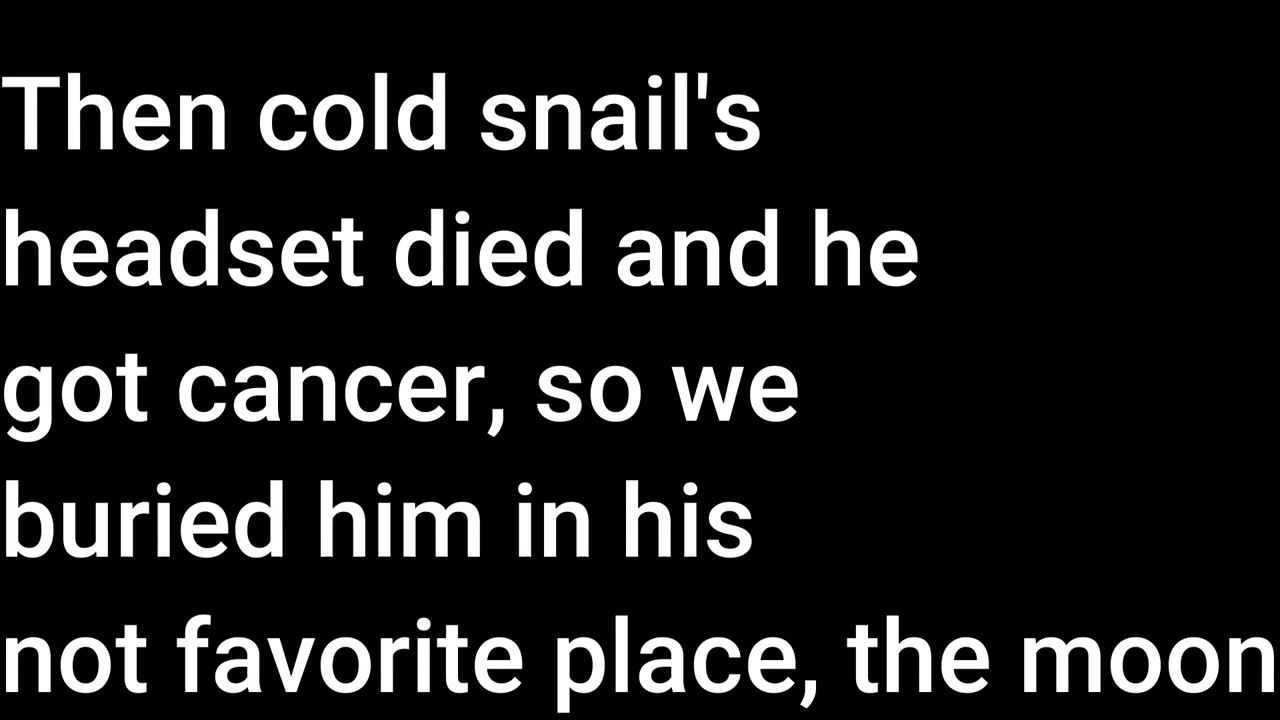 Then cold snail's
headset died and he
got cancer, so we
buried him in his
not favorite place, the moon